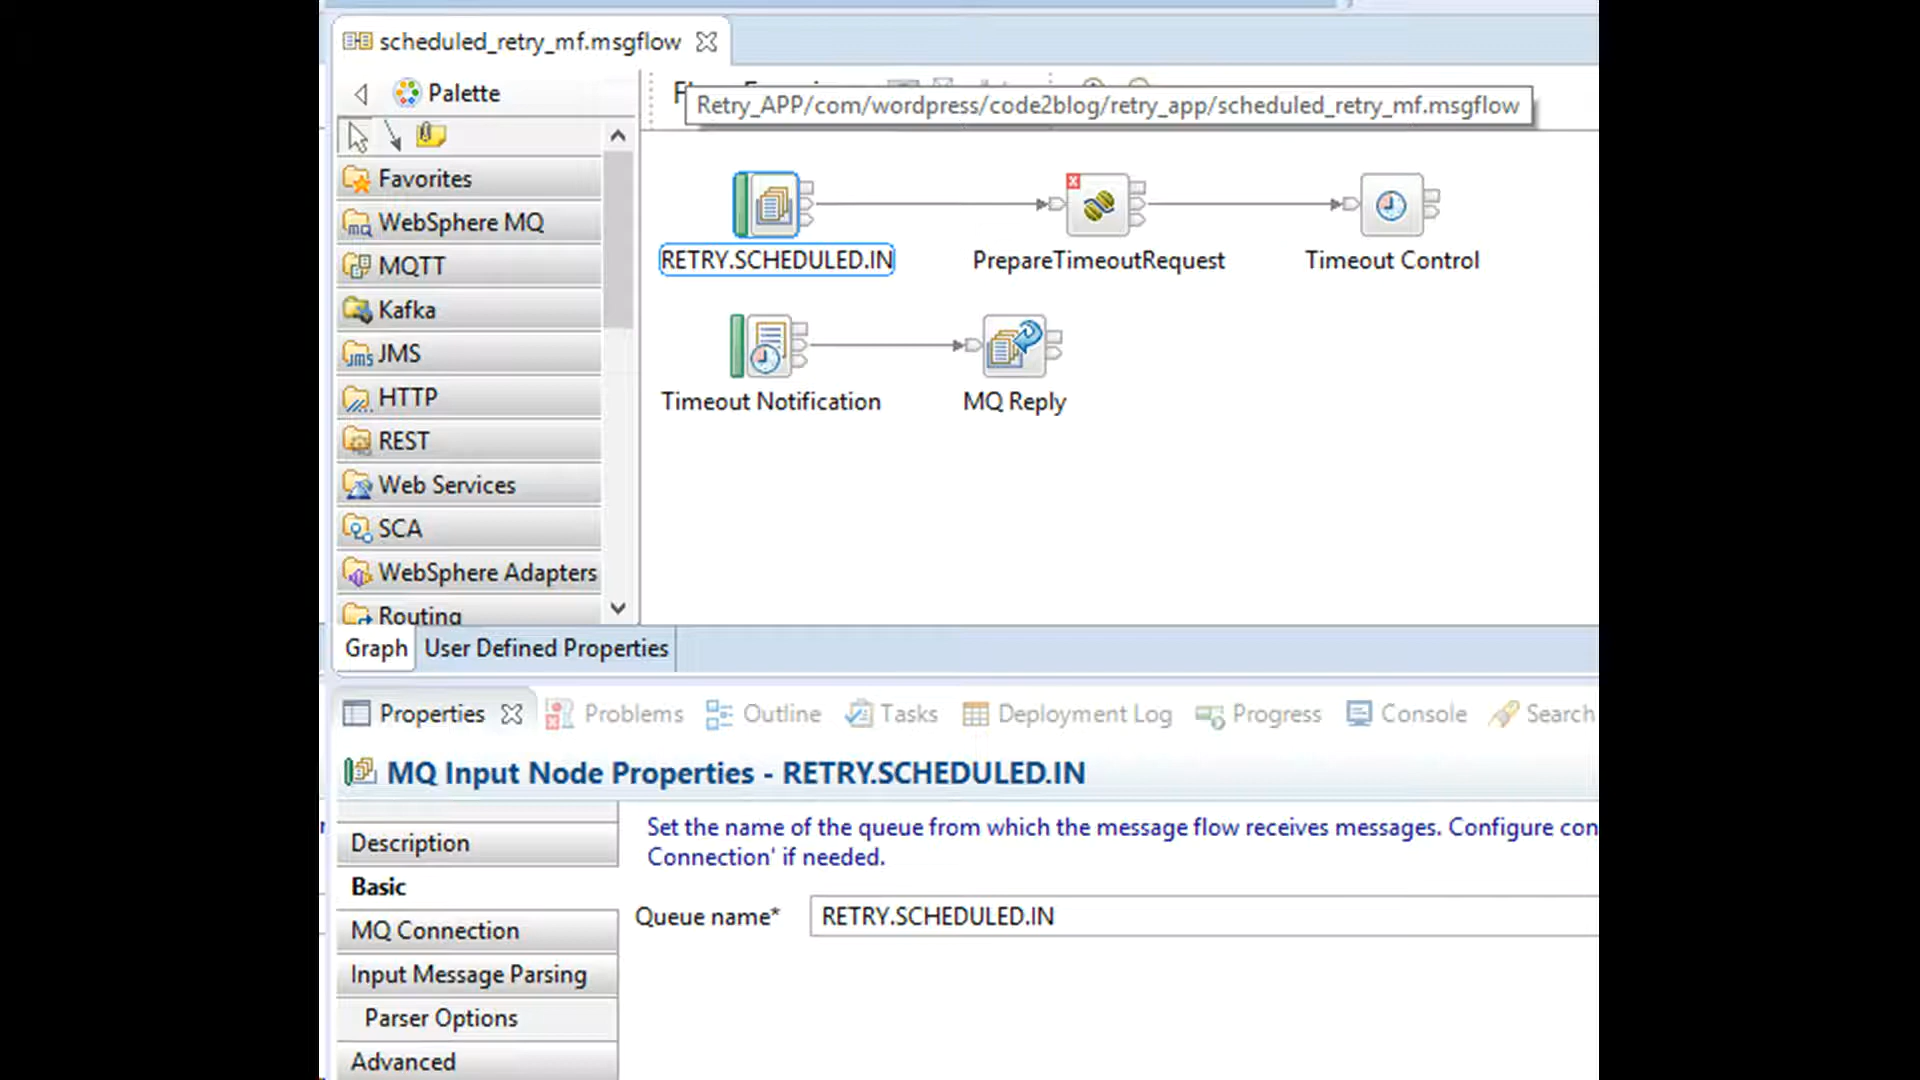 scheduled_retry_mf.msgflow
Palette
Retry_APP/com/wordpress/code2blog/retry_app/scheduled_retry_mf.msgflow
Favorites
WebSphere MQ
MQTT
Kafka
JMS
HTTP
REST
Web Services
SCA
WebSphere Adapters
Routing
RETRY.SCHEDULED.IN
PrepareTimeoutRequest
Timeout Control
Timeout Notification
MQ Reply
Graph
User Defined Properties
Properties
Problems
Outline
Tasks
Deployment Log
Progress
Console
Search
MQ Input Node Properties - RETRY.SCHEDULED.IN
Description
Basic
MQ Connection
Input Message Parsing
Parser Options
Advanced
Set the name of the queue from which the message flow receives messages. Configure con
Connection' if needed.
Queue name*
RETRY.SCHEDULED.IN